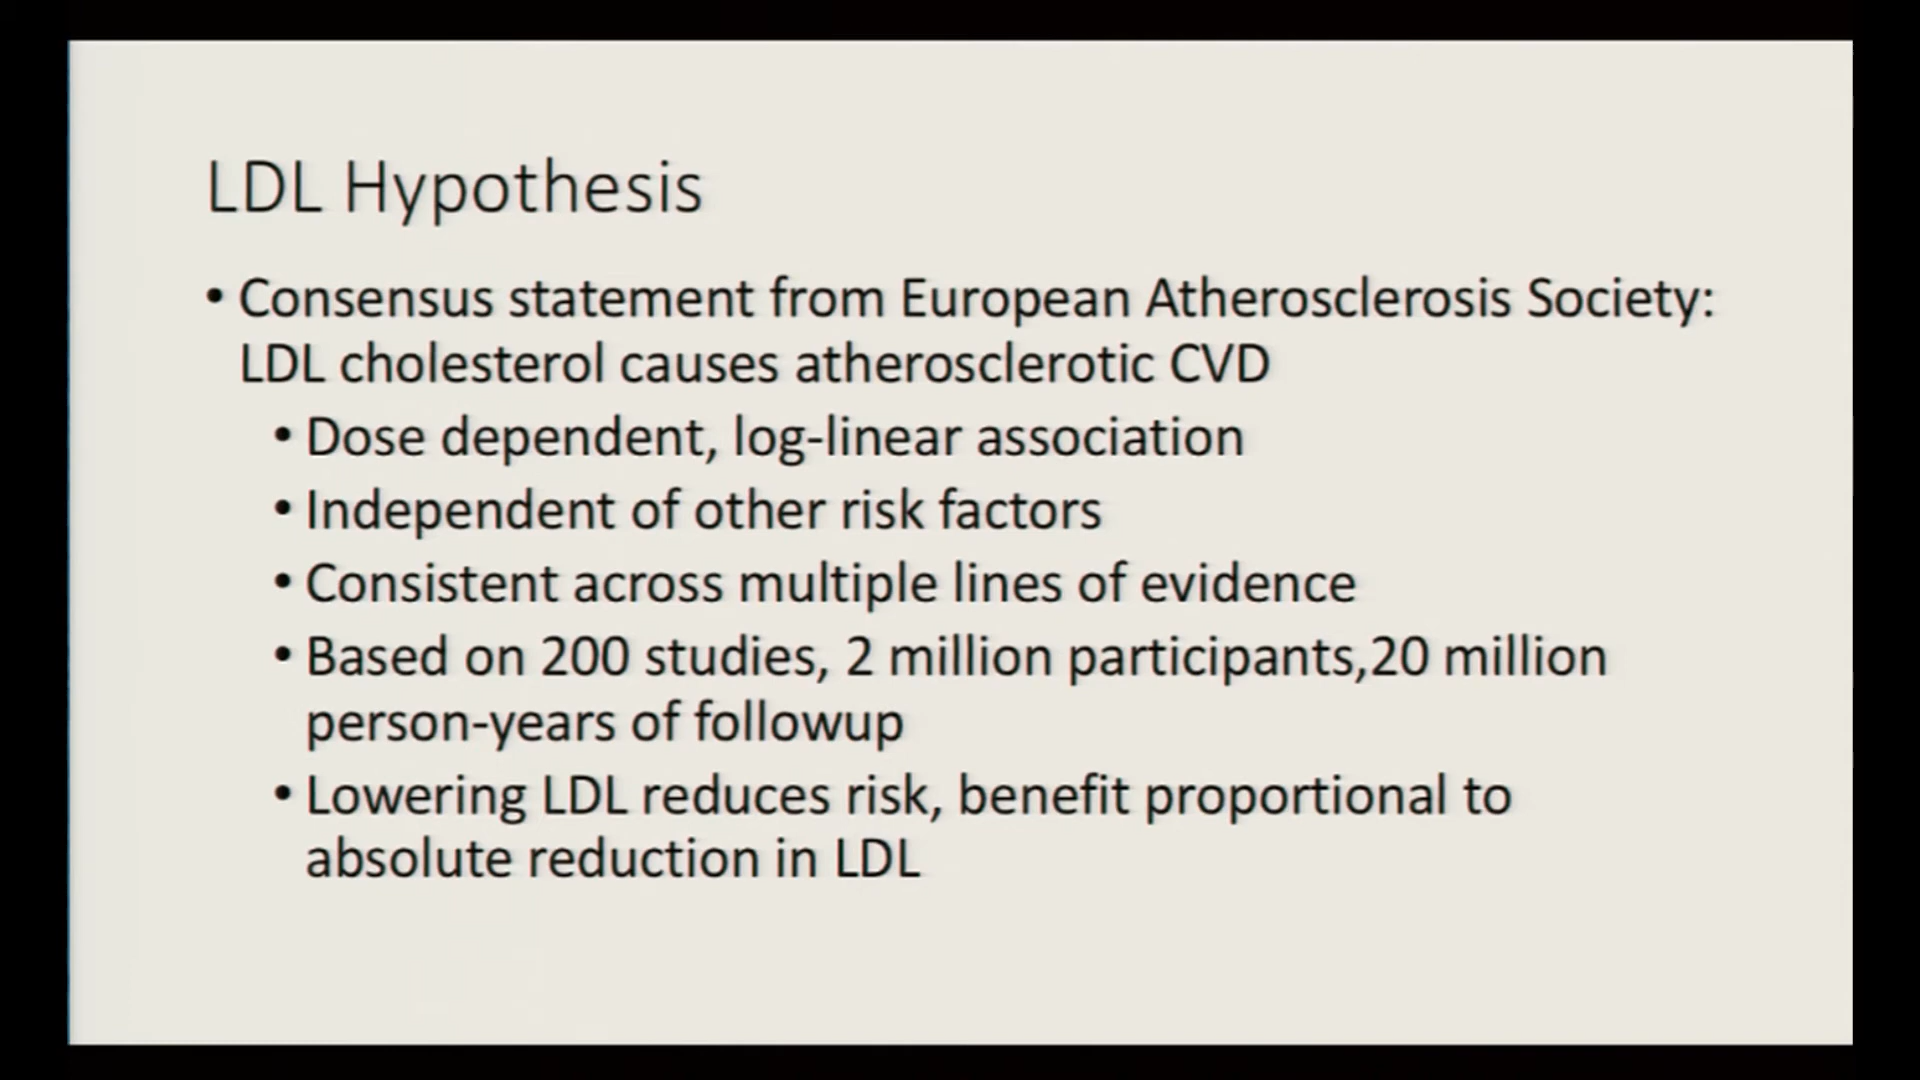 LDL Hypothesis
• Consensus statement from European Atherosclerosis Society:
LDL cholesterol causes atherosclerotic CVD
• Dose dependent, log-linear association
• Independent of other risk factors
• Consistent across multiple lines of evidence
• Based on 200 studies, 2 million participants,20 million
person-years of followup
• Lowering LDL reduces risk, benefit proportional to
absolute reduction in LDL